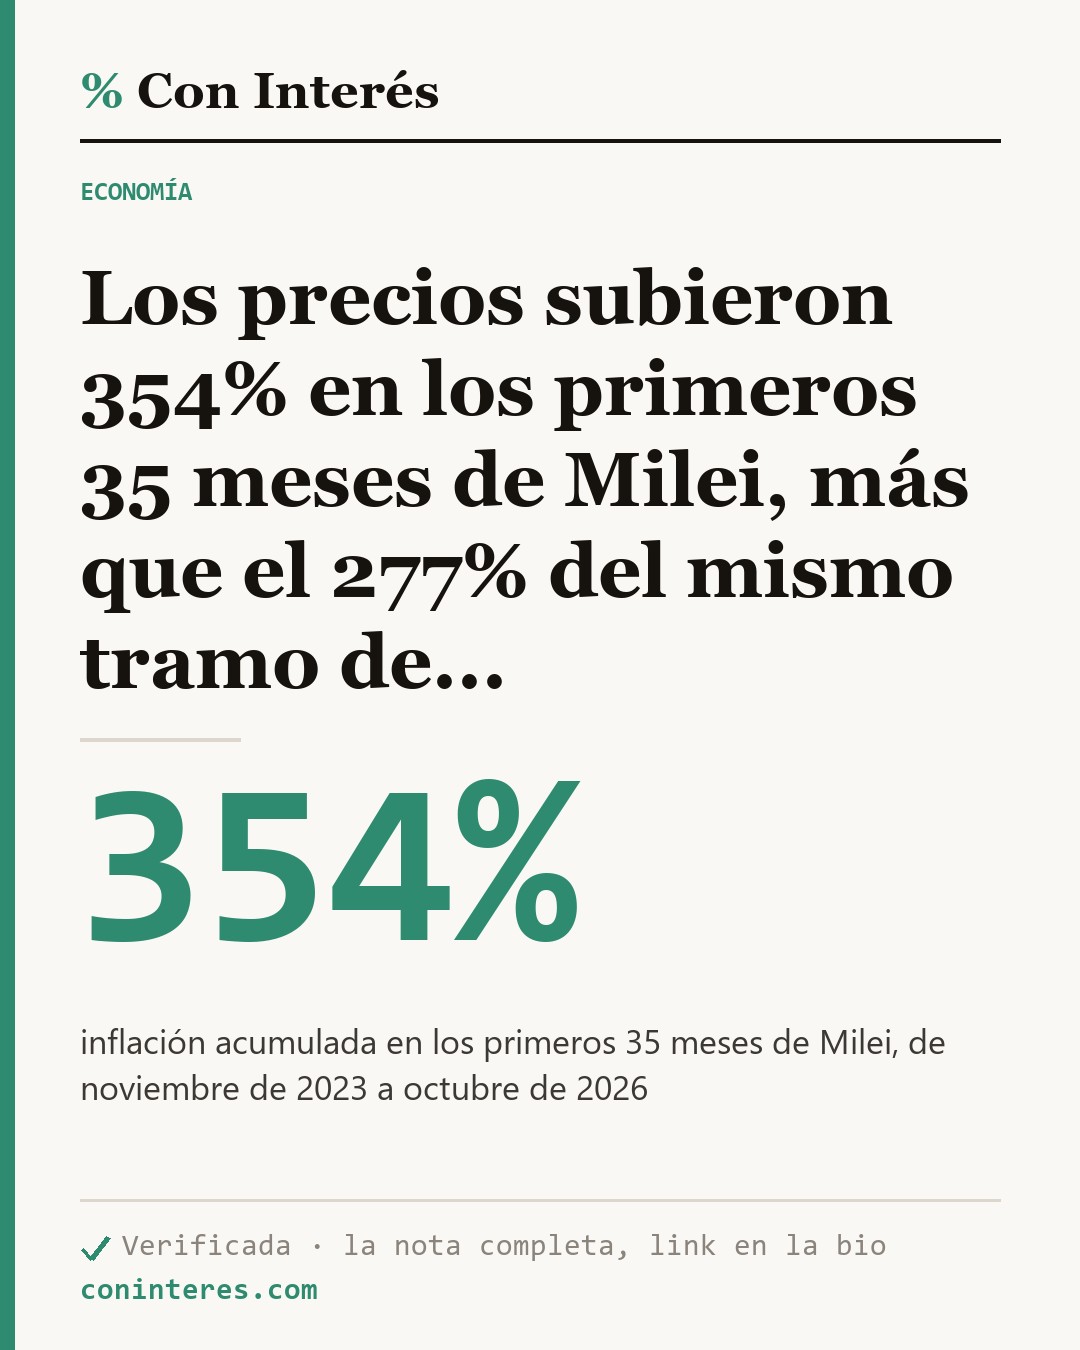 % Con Interés
ECONOMÍA
Los precios subieron
354% en los primeros
35 meses de Milei, más
que el 277% del mismo
tramo de...
354%
inflación acumulada en los primeros 35 meses de Milei, de
noviembre de 2023 a octubre de 2026
✓ Verificada · la nota completa, link en la bio
coninteres.com